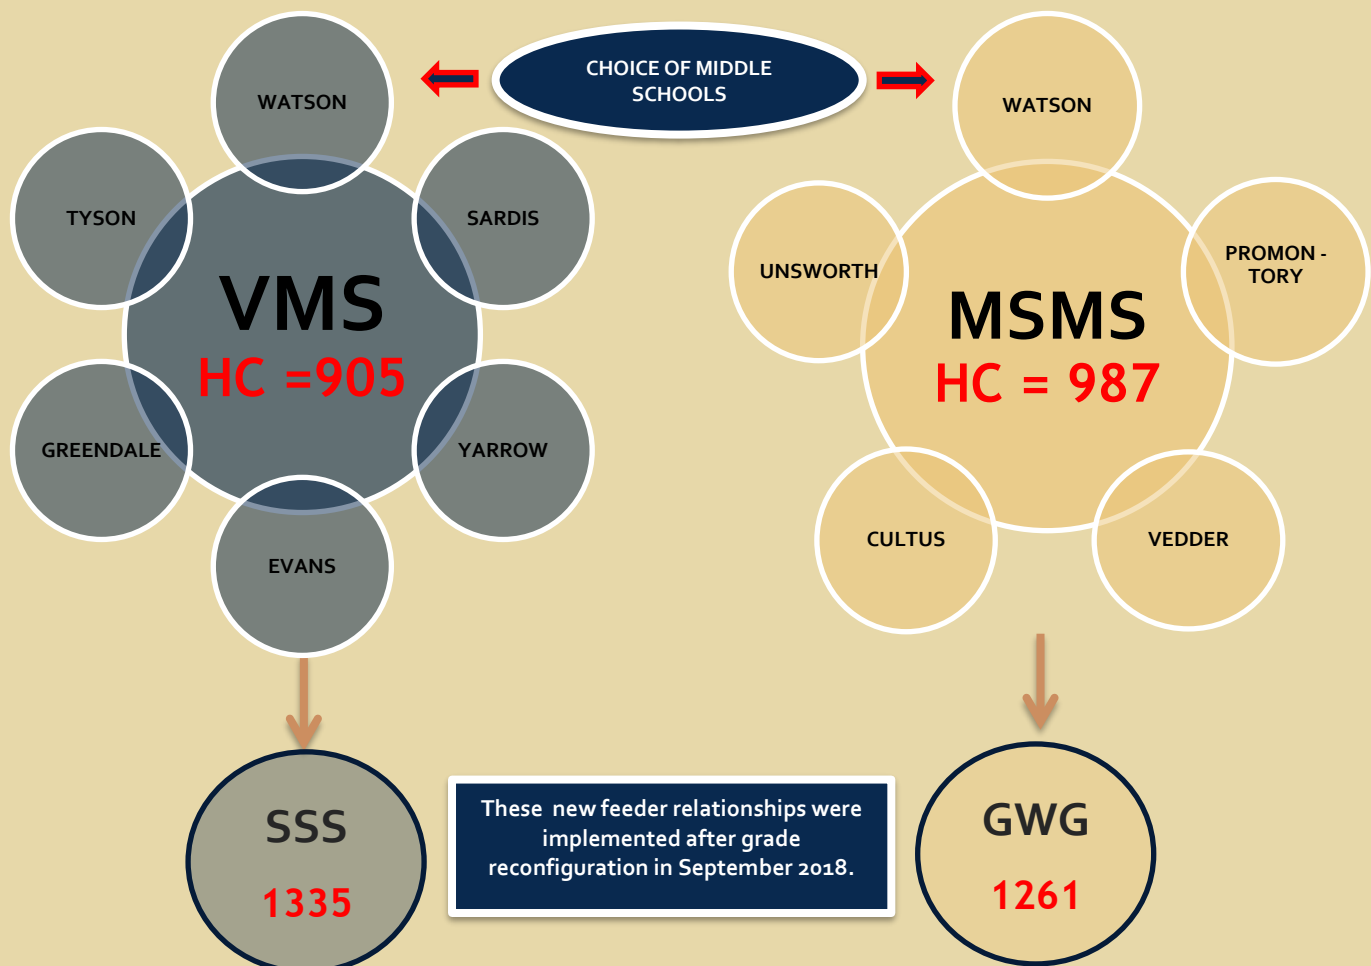 CHOICE OF MIDDLE
SCHOOLS
WATSON
TYSON
SARDIS
VMS
HC =905
GREENDALE
YARROW
EVANS
WATSON
UNSWORTH
PROMON -
TORY
MSMS
HC = 987
CULTUS
VEDDER
SSS
1335
These  new feeder relationships were
implemented after grade
reconfiguration in September 2018.
GWG
1261